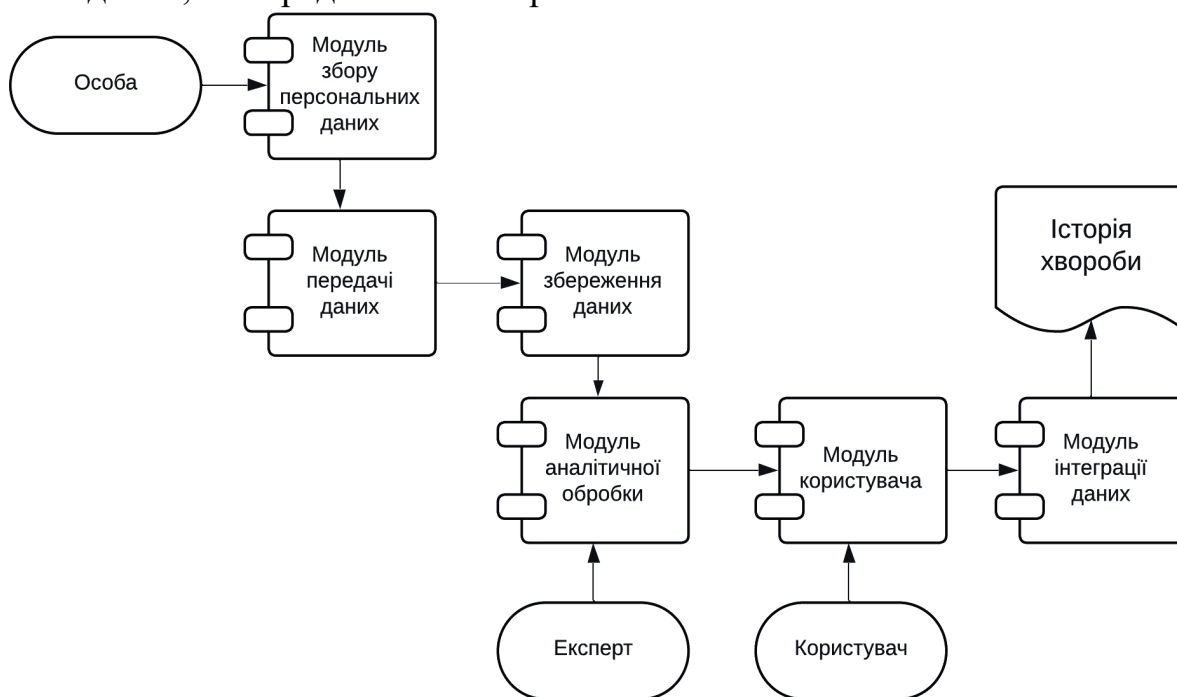 Особа
Модуль
збору
персональних
даних
Модуль
передачі
даних
Модуль
збереження
даних
Історія
хвороби
Модуль
аналітичної
обробки
Модуль
користувача
Модуль
інтеграції
даних
Експерт
Користувач